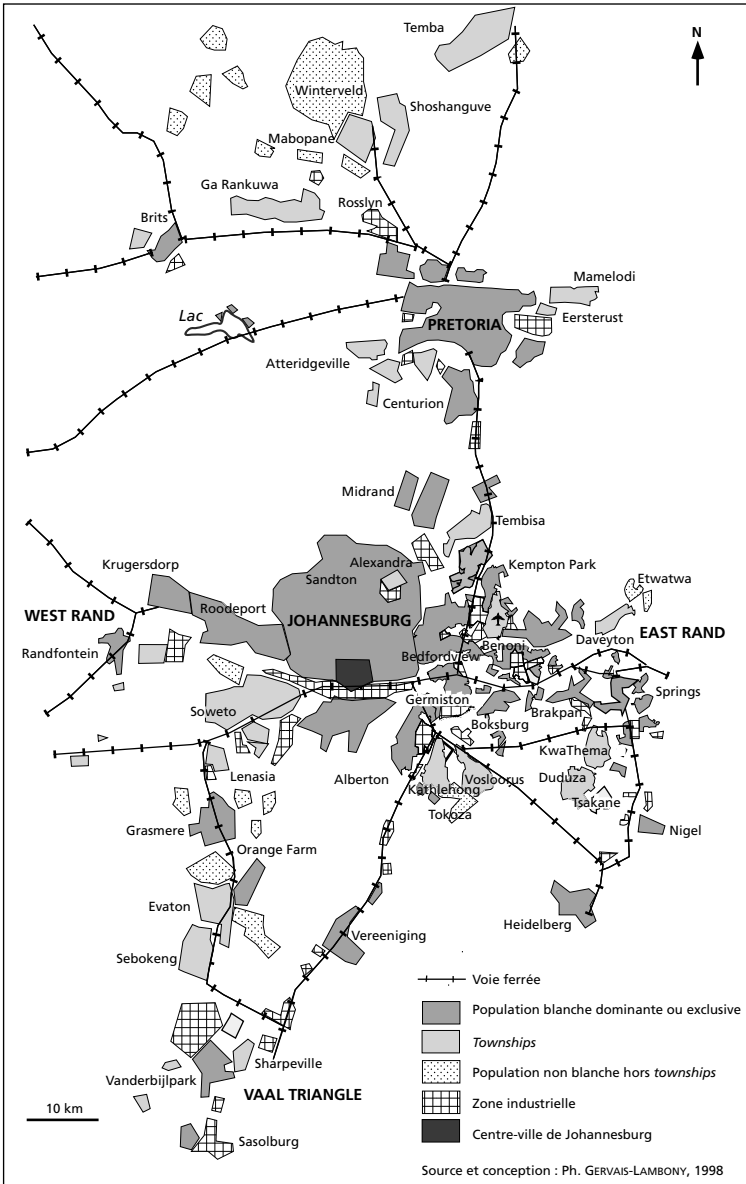 Temba
N
Winterveld
Shoshanguve
Mabopane
Ga Rankuwa
Rosslyn
Brits
Mamelodi
Lac
PRETORIA
Eersterust
Atteridgeville
Centurion
Midrand
Tembisa
Krugersdorp
Alexandra
Kempton Park
Sandton
Etwatwa
WEST RAND
Roodeport
JOHANNESBURG
Daveyton
EAST RAND
Randfontein
Benoni
Bedfordview
Springs
Soweto
Germiston
Boksburg
Brakpan
KwaThema
Lenasia
Alberton
Vosloorus
Duduza
Kathlehong
Tsakane
Tokoza
Grasmere
Nigel
Orange Farm
Evaton
Heidelberg
Vereeniging
Sebokeng
Voie ferrée
Population blanche dominante ou exclusive
Townships
Sharpeville
Population non blanche hors townships
Vanderbijlpark
VAAL TRIANGLE
Zone industrielle
10 km
Centre-ville de Johannesburg
Sasolburg
Source et conception : Ph. GERVAIS-LAMBONY, 1998